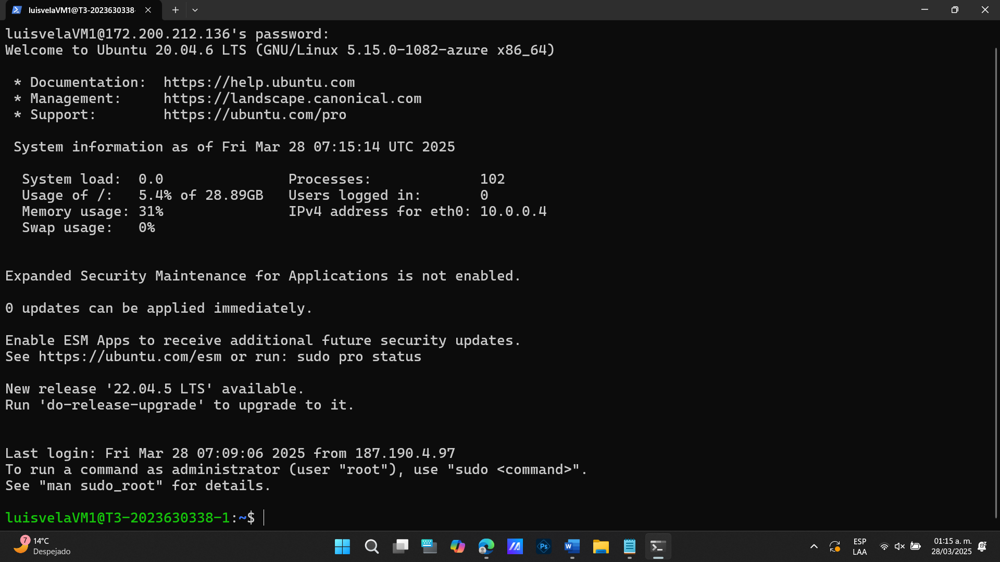 luisvelaVM1@T3-2023630338-
luisvelaVM1@172.200.212.136's password:
Welcome to Ubuntu 20.04.6 LTS (GNU/Linux 5.15.0-1082-azure x86_64)
* Documentation:  https://help.ubuntu.com
* Management:     https://landscape.canonical.com
* Support:        https://ubuntu.com/pro
System information as of Fri Mar 28 07:15:14 UTC 2025
System load:  0.0               Processes:             102
Usage of /:   5.4% of 28.89GB   Users logged in:       0
Memory usage: 31%               IPv4 address for eth0: 10.0.0.4
Swap usage:   0%
Expanded Security Maintenance for Applications is not enabled.
0 updates can be applied immediately.
Enable ESM Apps to receive additional future security updates.
See https://ubuntu.com/esm or run: sudo pro status
New release '22.04.5 LTS' available.
Run 'do-release-upgrade' to upgrade to it.
Last login: Fri Mar 28 07:09:06 2025 from 187.190.4.97
To run a command as administrator (user "root"), use "sudo <command>".
See "man sudo_root" for details.
luisvelaVM1@T3-2023630338-1:~$
7
14°C
Despejado
Ps
W
ESP
LAA
01:15 a. m.
28/03/2025